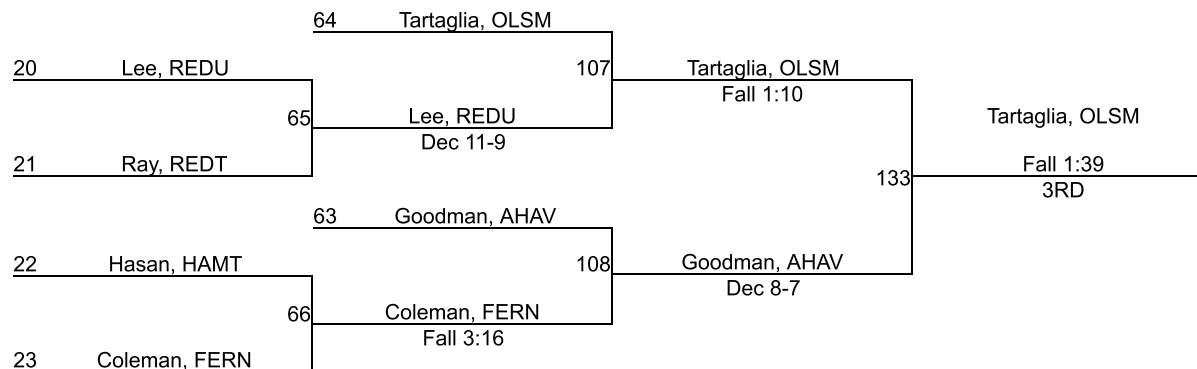 64 Tartaglia, OLSM
20 Lee, REDU
107 Tartaglia, OLSM
Fall 1:10
65 Lee, REDU
Dec 11-9
Tartaglia, OLSM
21 Ray, REDT
133 Fall 1:39
3RD
63 Goodman, AHAV
22 Hasan, HAMT
108 Goodman, AHAV
Dec 8-7
66 Coleman, FERN
Fall 3:16
23 Coleman, FERN